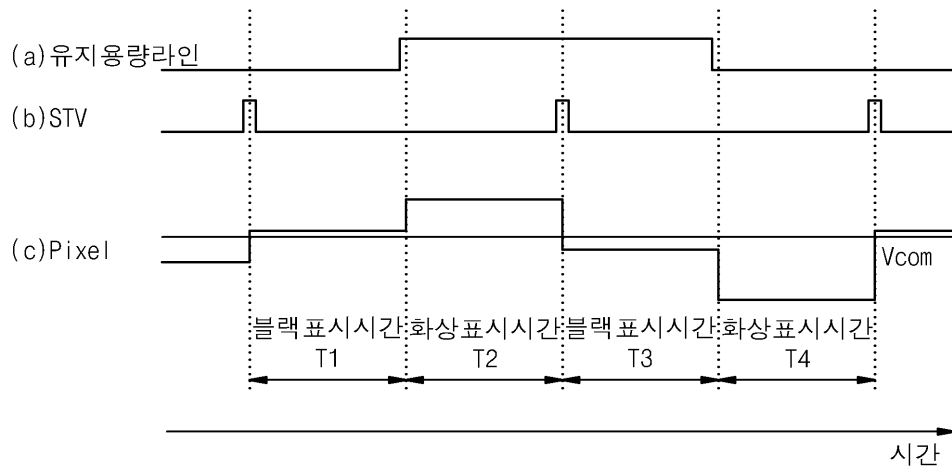 (a)유지용량라인
(b)STV
(c)Pixel
Vcom
블랙표시시간 화상표시시간 블랙표시시간 화상표시시간
T1 T2 T3 T4
시간